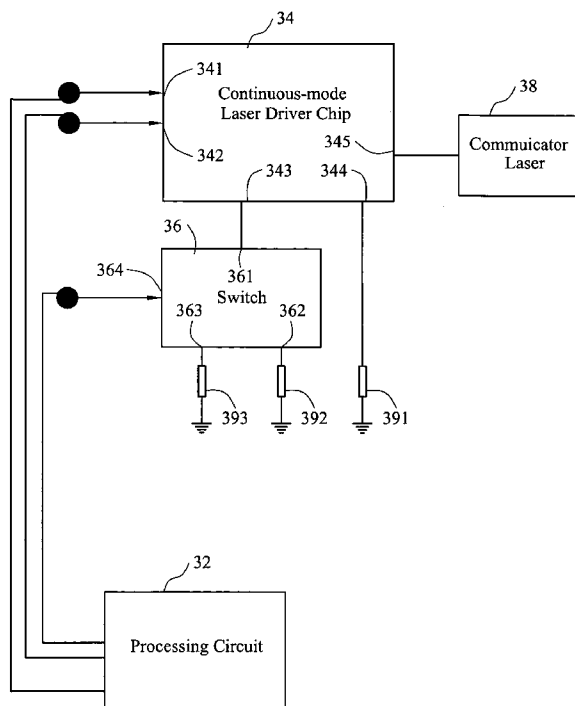 34
341
Continuous-mode
Laser Driver Chip
38
345
Commuicator
Laser
342
343
344
36
364
361
Switch
363
362
393
392
391
32
Processing Circuit